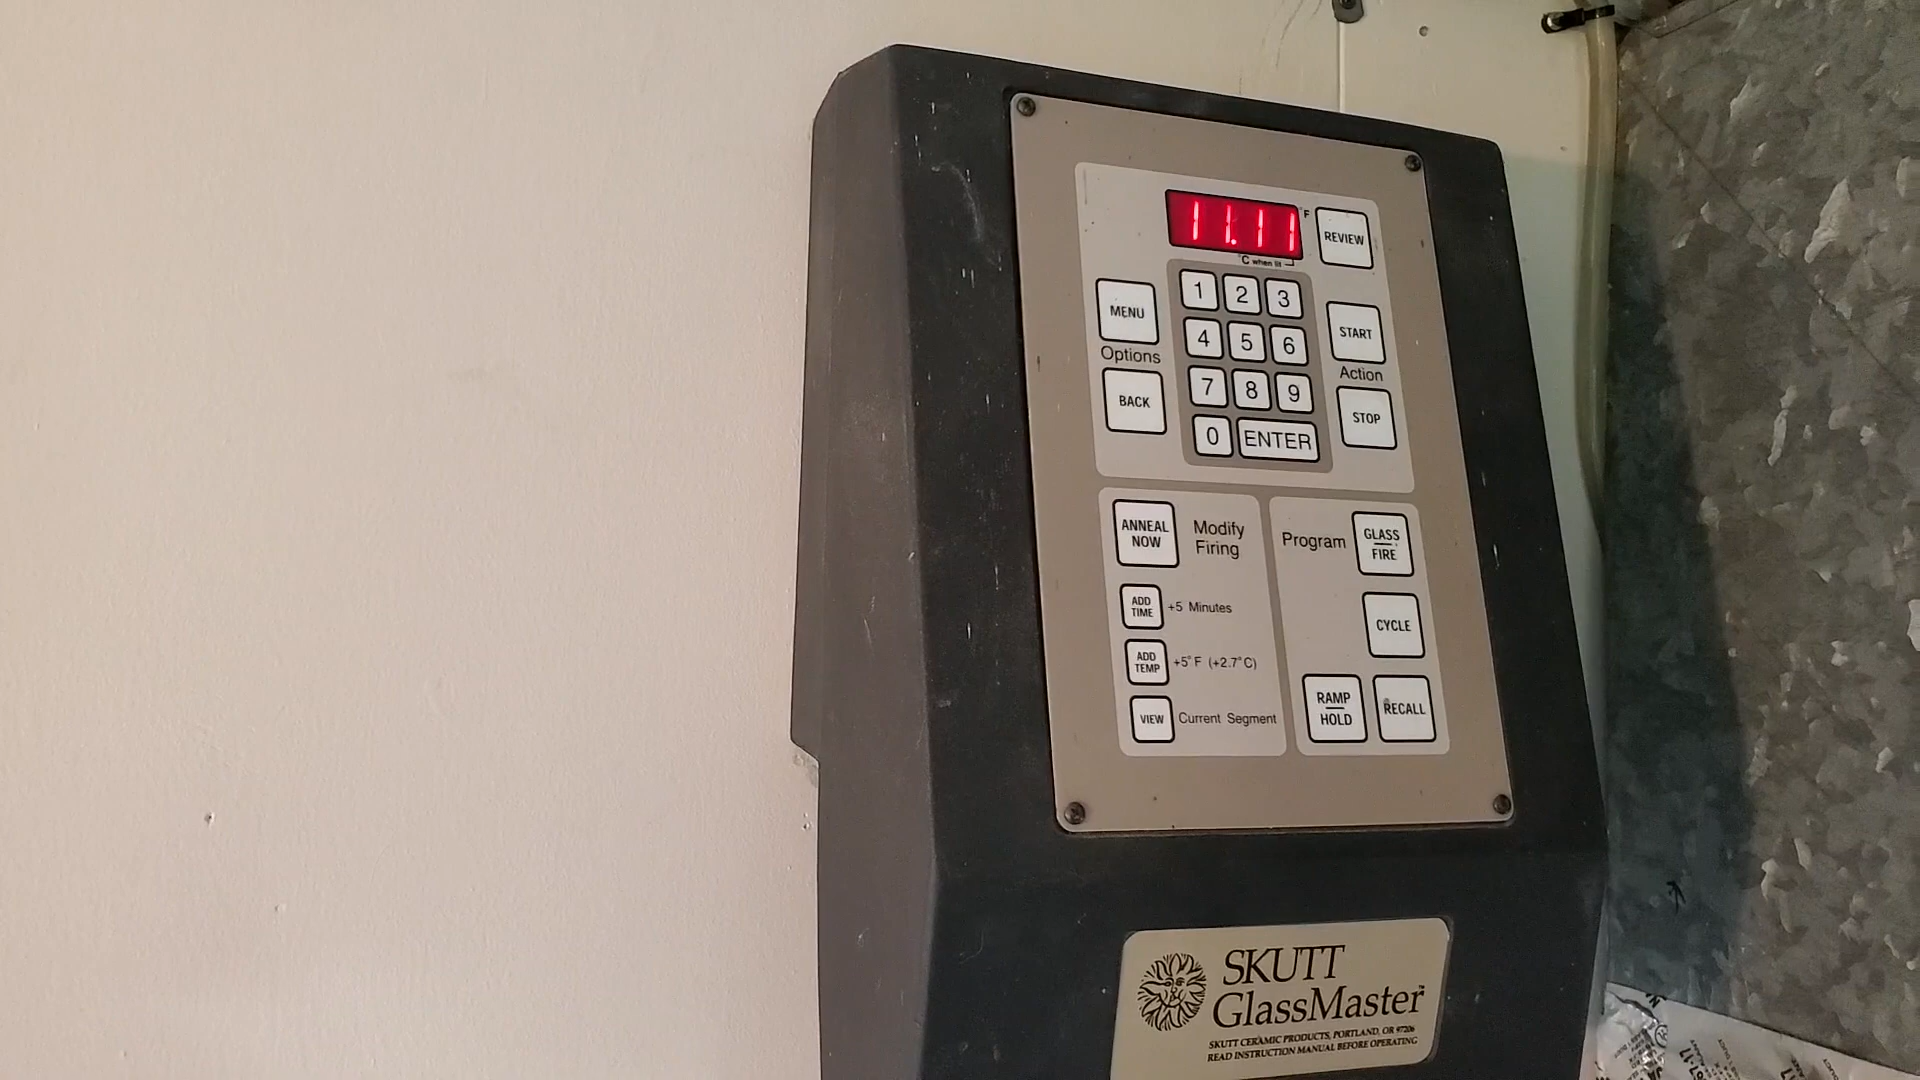 11.11
°F
REVIEW
°C when lit
1 2 3
MENU
START
4 5 6
Options
Action
7 8 9
BACK
STOP
0 ENTER
ANNEAL
NOW
Modify
Firing
Program
GLASS
FIRE
ADD
TIME
+5 Minutes
CYCLE
ADD
TEMP
+5°F (+2.7°C)
RAMP
HOLD
RECALL
VIEW
Current Segment
SKUTT
GlassMaster™
SKUTT CERAMIC PRODUCTS, PORTLAND, OR 97206
READ INSTRUCTION MANUAL BEFORE OPERATING